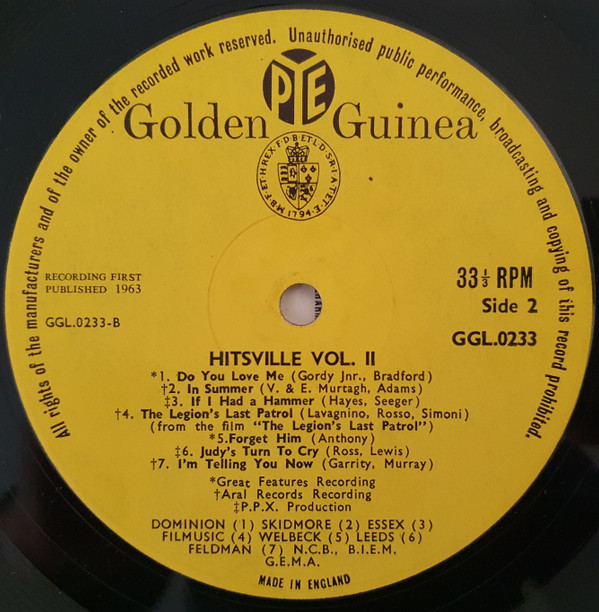 All rights of the manufacturers and of the owner of the recorded work reserved. Unauthorised public performance, broadcasting and copying of this record prohibited.
PYE
Golden Guinea
M.B.F.ET.H.REX.F.D.B.ET.L.D.S.R.I.A.T.ET.E.
1794
RECORDING FIRST
PUBLISHED 1963
33⅓ RPM
Side 2
GGL.0233-B
GGL.0233
HITSVILLE VOL. II
*1. Do You Love Me (Gordy Jnr., Bradford)
†2. In Summer (V. & E. Murtagh, Adams)
‡3. If I Had a Hammer (Hayes, Seeger)
†4. The Legion's Last Patrol (Lavagnino, Rosso, Simoni)
(from the film "The Legion's Last Patrol")
*5.Forget Him (Anthony)
‡6. Judy's Turn To Cry (Ross, Lewis)
†7. I'm Telling You Now (Garrity, Murray)
*Great Features Recording
†Aral Records Recording
‡P.P.X. Production
DOMINION (1) SKIDMORE (2) ESSEX (3)
FILMUSIC (4) WELBECK (5) LEEDS (6)
FELDMAN (7) N.C.B., B.I.E.M.
G.E.M.A.
MADE IN ENGLAND